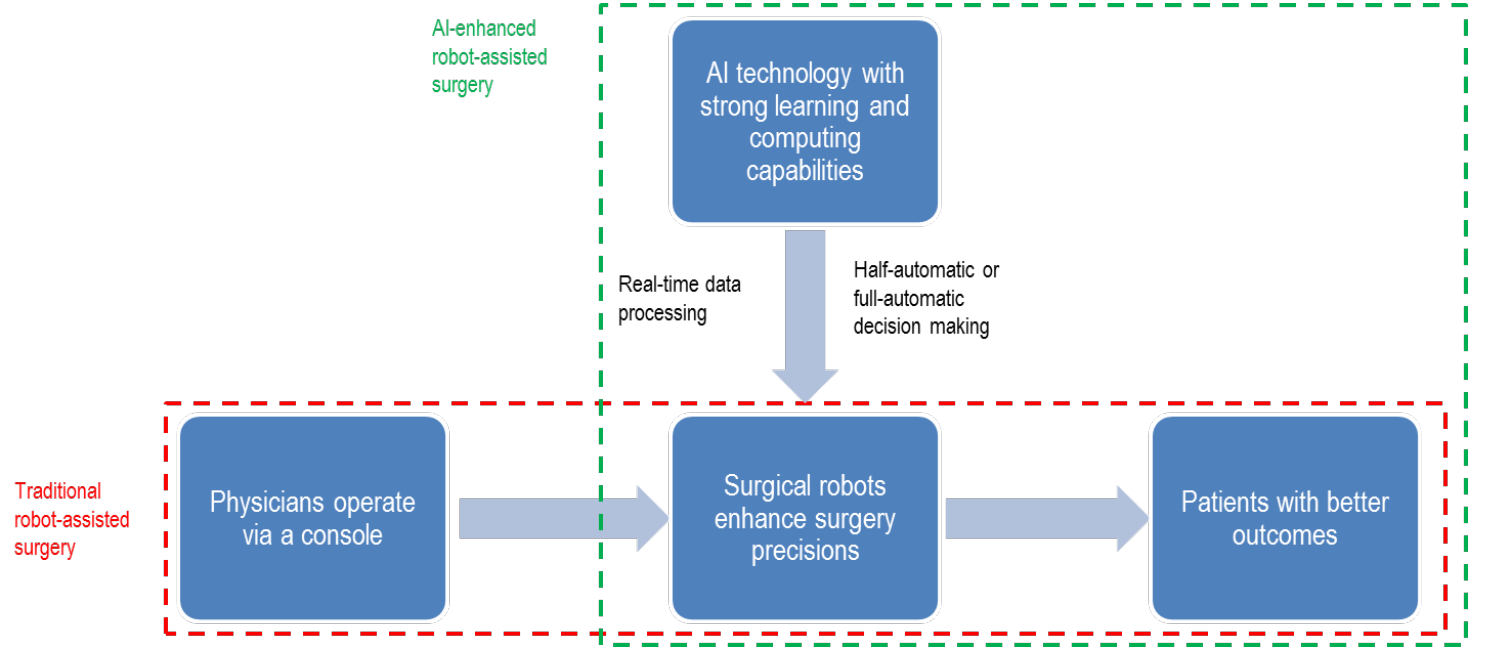 AI-enhanced
robot-assisted
surgery
AI technology with
strong learning and
computing
capabilities
Real-time data
processing
Half-automatic or
full-automatic
decision making
Traditional
robot-assisted
surgery
Physicians operate
via a console
Surgical robots
enhance surgery
precisions
Patients with better
outcomes